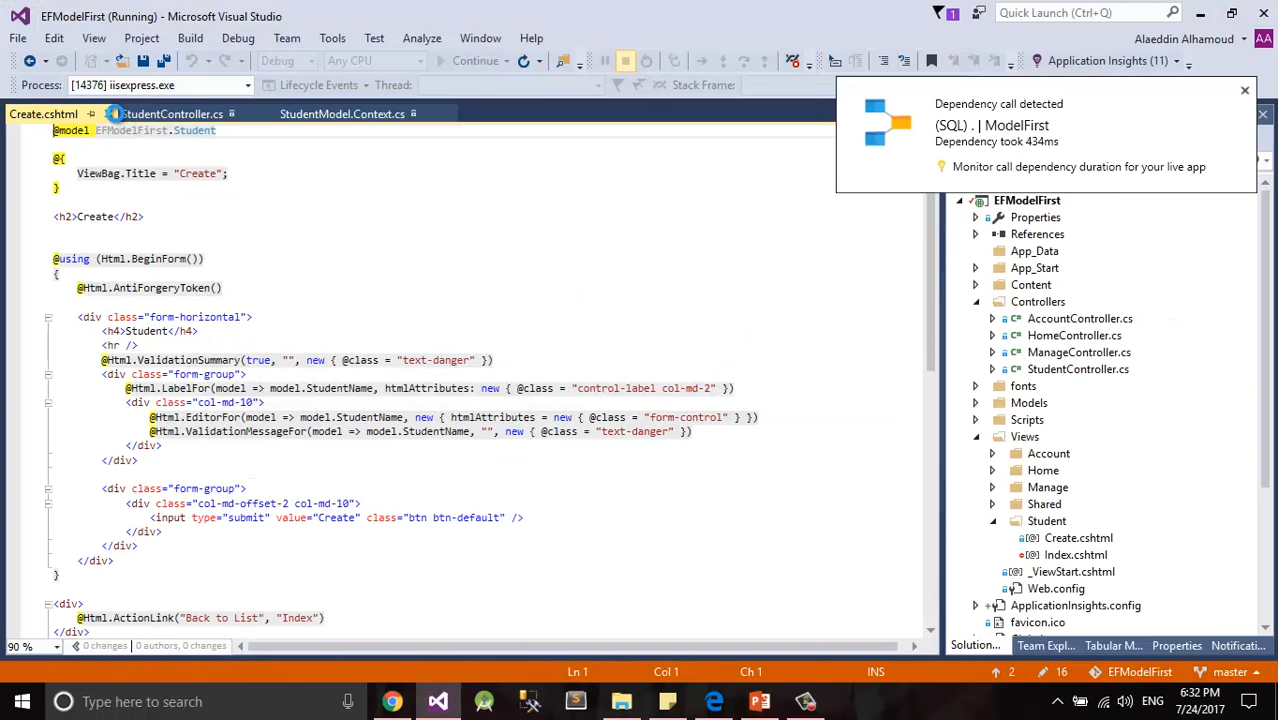 EFModelFirst (Running) - Microsoft Visual Studio
1
Quick Launch (Ctrl+Q)
File Edit View Project Build Debug Team Tools Test Analyze Window Help
Alaeddin Alhamoud
AA
Debug Any CPU Continue Application Insights (11)
Process: [14376] iisexpress.exe Lifecycle Events Thread: Stack Frame:
Create.cshtml StudentController.cs StudentModel.Context.cs
Dependency call detected
(SQL) . | ModelFirst
Dependency took 434ms
Monitor call dependency duration for your live app
@model EFModelFirst.Student
@{
ViewBag.Title = "Create";
}
<h2>Create</h2>
@using (Html.BeginForm())
{
@Html.AntiForgeryToken()
<div class="form-horizontal">
<h4>Student</h4>
<hr />
@Html.ValidationSummary(true, "", new { @class = "text-danger" })
<div class="form-group">
@Html.LabelFor(model => model.StudentName, htmlAttributes: new { @class = "control-label col-md-2" })
<div class="col-md-10">
@Html.EditorFor(model => model.StudentName, new { htmlAttributes = new { @class = "form-control" } })
@Html.ValidationMessageFor(model => model.StudentName, "", new { @class = "text-danger" })
</div>
</div>
<div class="form-group">
<div class="col-md-offset-2 col-md-10">
<input type="submit" value="Create" class="btn btn-default" />
</div>
</div>
</div>
}
<div>
@Html.ActionLink("Back to List", "Index")
</div>
EFModelFirst
Properties
References
App_Data
App_Start
Content
Controllers
AccountController.cs
HomeController.cs
ManageController.cs
StudentController.cs
fonts
Models
Scripts
Views
Account
Home
Manage
Shared
Student
Create.cshtml
Index.cshtml
_ViewStart.cshtml
Web.config
ApplicationInsights.config
favicon.ico
90 % 0 changes | 0 authors, 0 changes
Solution... Team Expl... Tabular M... Properties Notificati...
Ln 1 Col 1 Ch 1 INS 2 16 EFModelFirst master
Type here to search
ENG
6:32 PM
7/24/2017